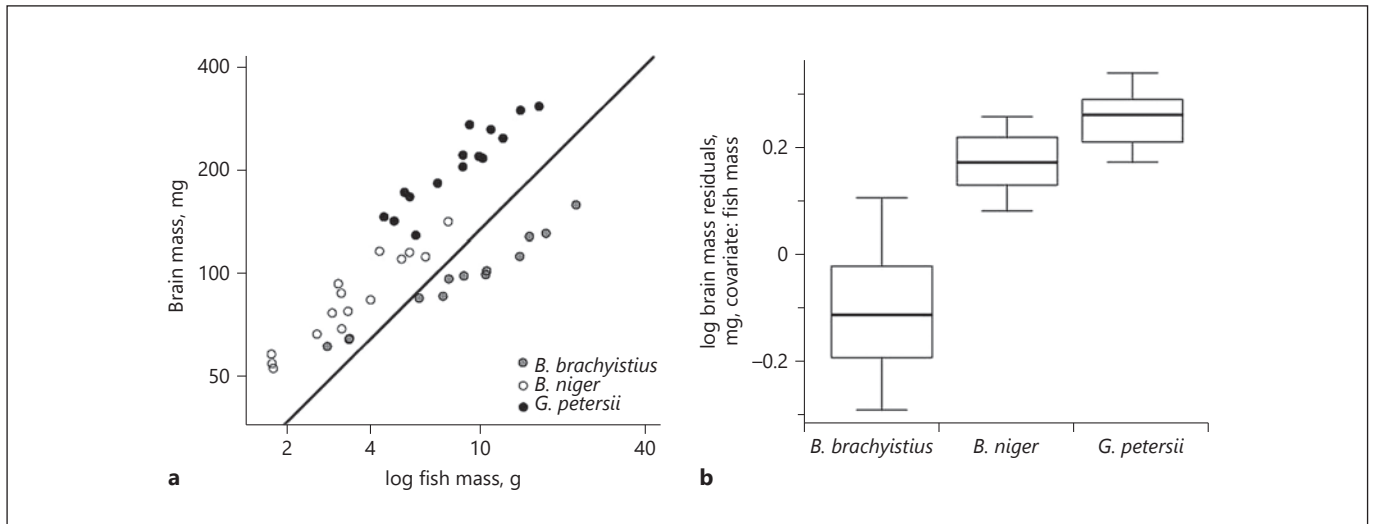 400
200
100
50
Brain mass, mg
2 4 10 40
log fish mass, g
B. brachyistius
B. niger
G. petersii
a
0.2
0
–0.2
log brain mass residuals,
mg, covariate: fish mass
B. brachyistius B. niger G. petersii
b